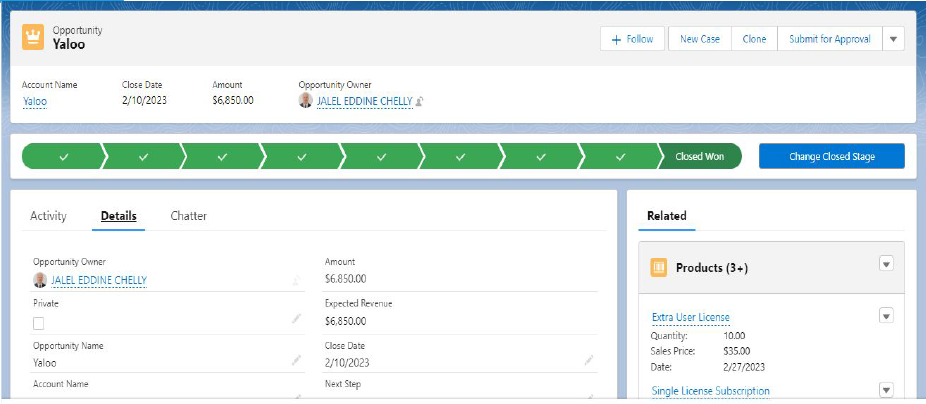 Opportunity
Yaloo
+ Follow
New Case
Clone
Submit for Approval
Account Name
Close Date
Amount
Opportunity Owner
Yaloo
2/10/2023
$6,850.00
JALEL EDDINE CHELLY
Closed Won
Change Closed Stage
Activity
Details
Chatter
Opportunity Owner
JALEL EDDINE CHELLY
Amount
$6,850.00
Private
Expected Revenue
$6,850.00
Opportunity Name
Yaloo
Close Date
2/10/2023
Account Name
Next Step
Related
Products (3+)
Extra User License
Quantity: 10.00
Sales Price: $35.00
Date: 2/27/2023
Single License Subscription